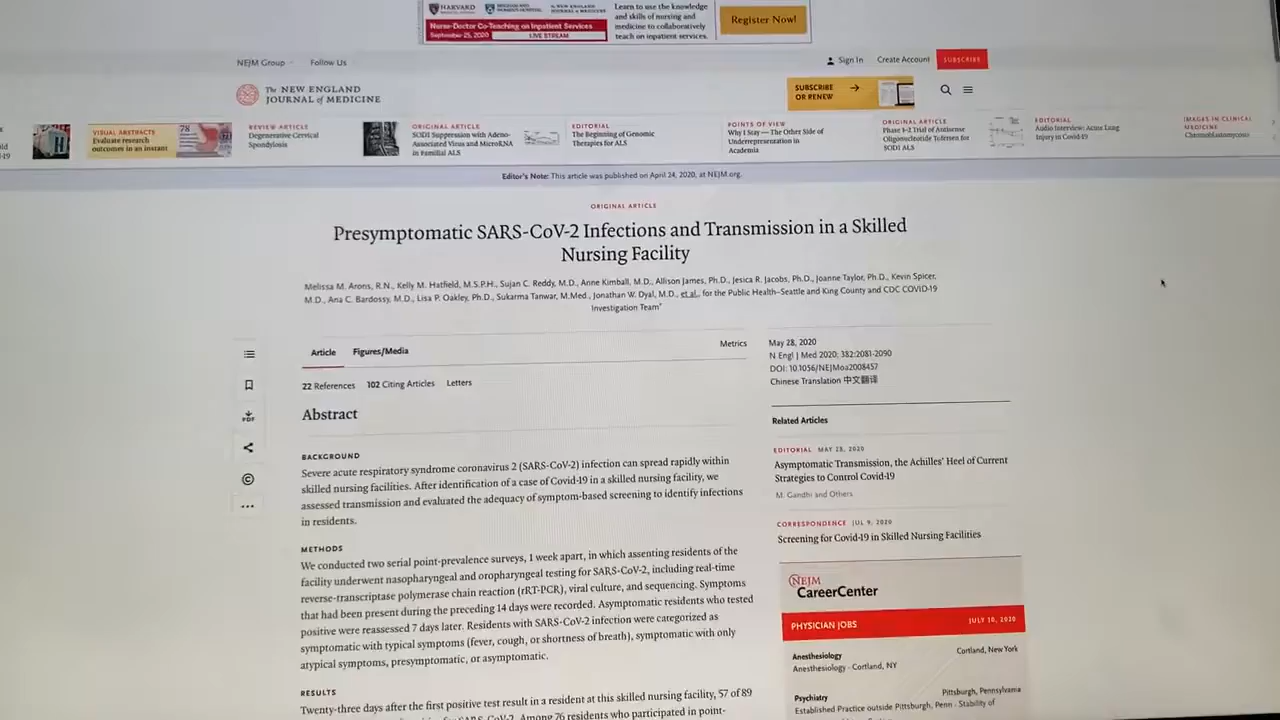 HARVARD
Nurse-Doctor Co-Teaching on Inpatient Services
September 25, 2020 LIVE STREAM
Learn to use the knowledge
and skills of nursing and
medicine to collaboratively
teach on inpatient services.
Register Now!
NEJM Group
Follow Us
Sign In
Create Account
SUBSCRIBE
The NEW ENGLAND
JOURNAL of MEDICINE
SUBSCRIBE
OR RENEW
-19
VISUAL ABSTRACTS
Evaluate research
outcomes in an instant
78
REVIEW ARTICLE
Degenerative Cervical
Spondylosis
ORIGINAL ARTICLE
SOD1 Suppression with Adeno-
Associated Virus and MicroRNA
in Familial ALS
EDITORIAL
The Beginning of Genomic
Therapies for ALS
POINTS OF VIEW
Why I Stay — The Other Side of
Underrepresentation in
Academia
ORIGINAL ARTICLE
Phase 1–2 Trial of Antisense
Oligonucleotide Tofersen for
SOD1 ALS
EDITORIAL
Audio Interview: Acute Lung
Injury in Covid-19
IMAGES IN CLINICAL
MEDICINE
Chromoblastomycosis
Editor's Note: This article was published on April 24, 2020, at NEJM.org.
ORIGINAL ARTICLE
Presymptomatic SARS-CoV-2 Infections and Transmission in a Skilled
Nursing Facility
Melissa M. Arons, R.N., Kelly M. Hatfield, M.S.P.H., Sujan C. Reddy, M.D., Anne Kimball, M.D., Allison James, Ph.D., Jesica R. Jacobs, Ph.D., Joanne Taylor, Ph.D., Kevin Spicer,
M.D., Ana C. Bardossy, M.D., Lisa P. Oakley, Ph.D., Sukarma Tanwar, M.Med., Jonathan W. Dyal, M.D., et al., for the Public Health–Seattle and King County and CDC COVID-19
Investigation Team*
Article
Figures/Media
Metrics
22 References 102 Citing Articles Letters
PDF
Abstract
BACKGROUND
Severe acute respiratory syndrome coronavirus 2 (SARS-CoV-2) infection can spread rapidly within
skilled nursing facilities. After identification of a case of Covid-19 in a skilled nursing facility, we
assessed transmission and evaluated the adequacy of symptom-based screening to identify infections
in residents.
METHODS
We conducted two serial point-prevalence surveys, 1 week apart, in which assenting residents of the
facility underwent nasopharyngeal and oropharyngeal testing for SARS-CoV-2, including real-time
reverse-transcriptase polymerase chain reaction (rRT-PCR), viral culture, and sequencing. Symptoms
that had been present during the preceding 14 days were recorded. Asymptomatic residents who tested
positive were reassessed 7 days later. Residents with SARS-CoV-2 infection were categorized as
symptomatic with typical symptoms (fever, cough, or shortness of breath), symptomatic with only
atypical symptoms, presymptomatic, or asymptomatic.
RESULTS
Twenty-three days after the first positive test result in a resident at this skilled nursing facility, 57 of 89
SARS-CoV-2. Among 76 residents who participated in point-
May 28, 2020
N Engl J Med 2020; 382:2081-2090
DOI: 10.1056/NEJMoa2008457
Chinese Translation 中文翻译
Related Articles
EDITORIAL MAY 28, 2020
Asymptomatic Transmission, the Achilles' Heel of Current
Strategies to Control Covid-19
M. Gandhi and Others
CORRESPONDENCE JUL 9, 2020
Screening for Covid-19 in Skilled Nursing Facilities
NEJM
CareerCenter
PHYSICIAN JOBS
JULY 10, 2020
Anesthesiology
Cortland, New York
Anesthesiology - Cortland, NY
Psychiatry
Pittsburgh, Pennsylvania
Established Practice outside Pittsburgh, Penn - Stability of